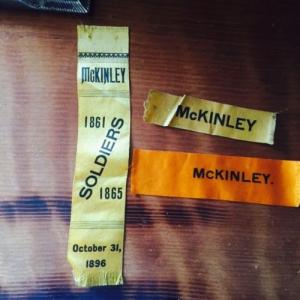 McKINLEY
1861
SOLDIERS
1865
October 31,
1896
McKINLEY
McKINLEY.